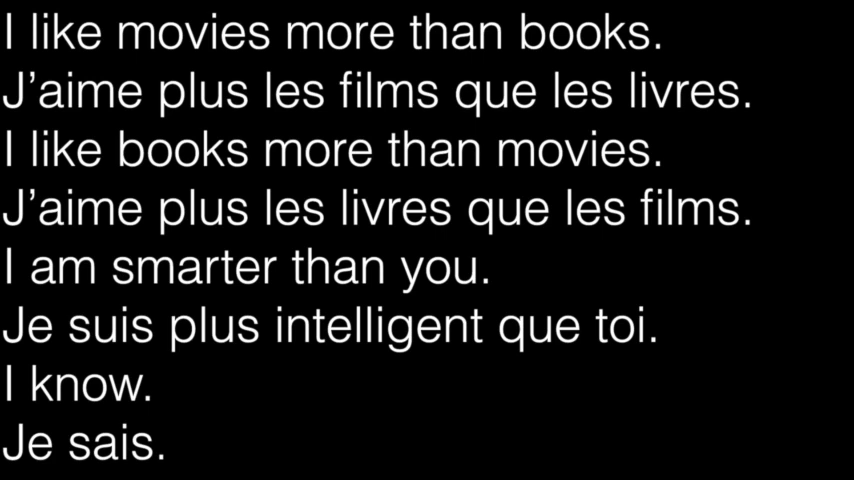 I like movies more than books.
J’aime plus les films que les livres.
I like books more than movies.
J’aime plus les livres que les films.
I am smarter than you.
Je suis plus intelligent que toi.
I know.
Je sais.